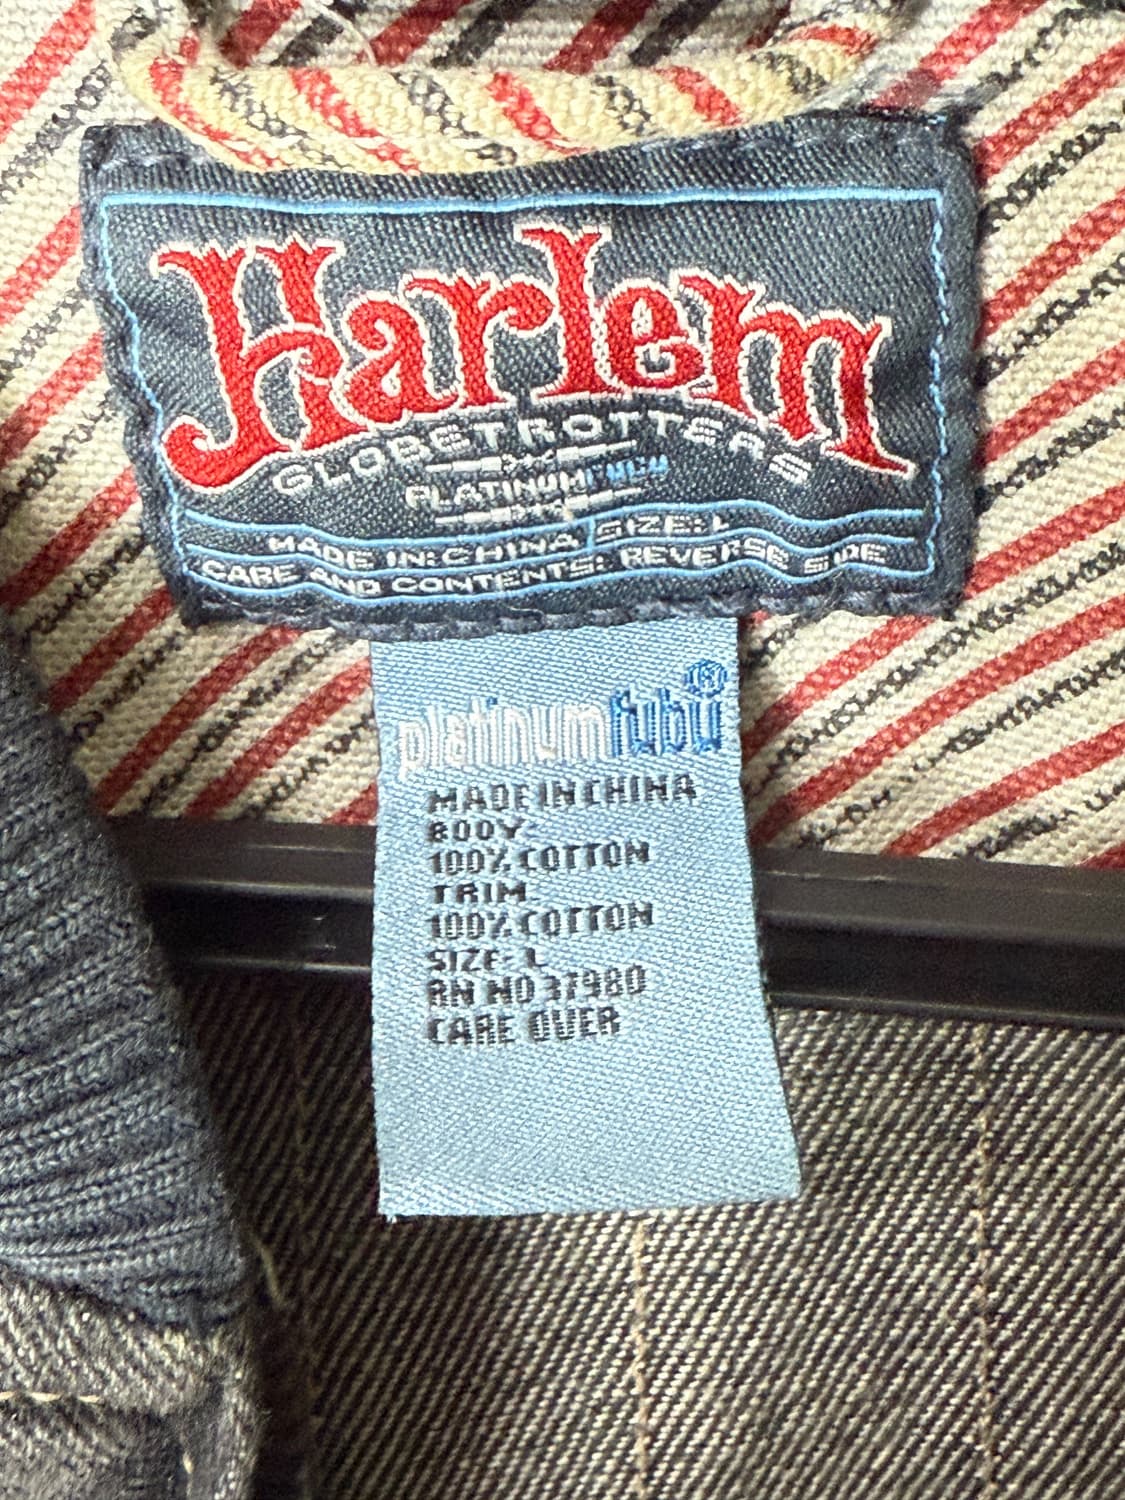 Harlem
GLOBETROTTERS
PLATINUMFUBU
MADE IN: CHINA SIZE: L
CARE AND CONTENTS: REVERSE SIDE
platinumfubu®
MADE IN CHINA
BODY:
100% COTTON
TRIM:
100% COTTON
SIZE: L
RN NO 37980
CARE OVER